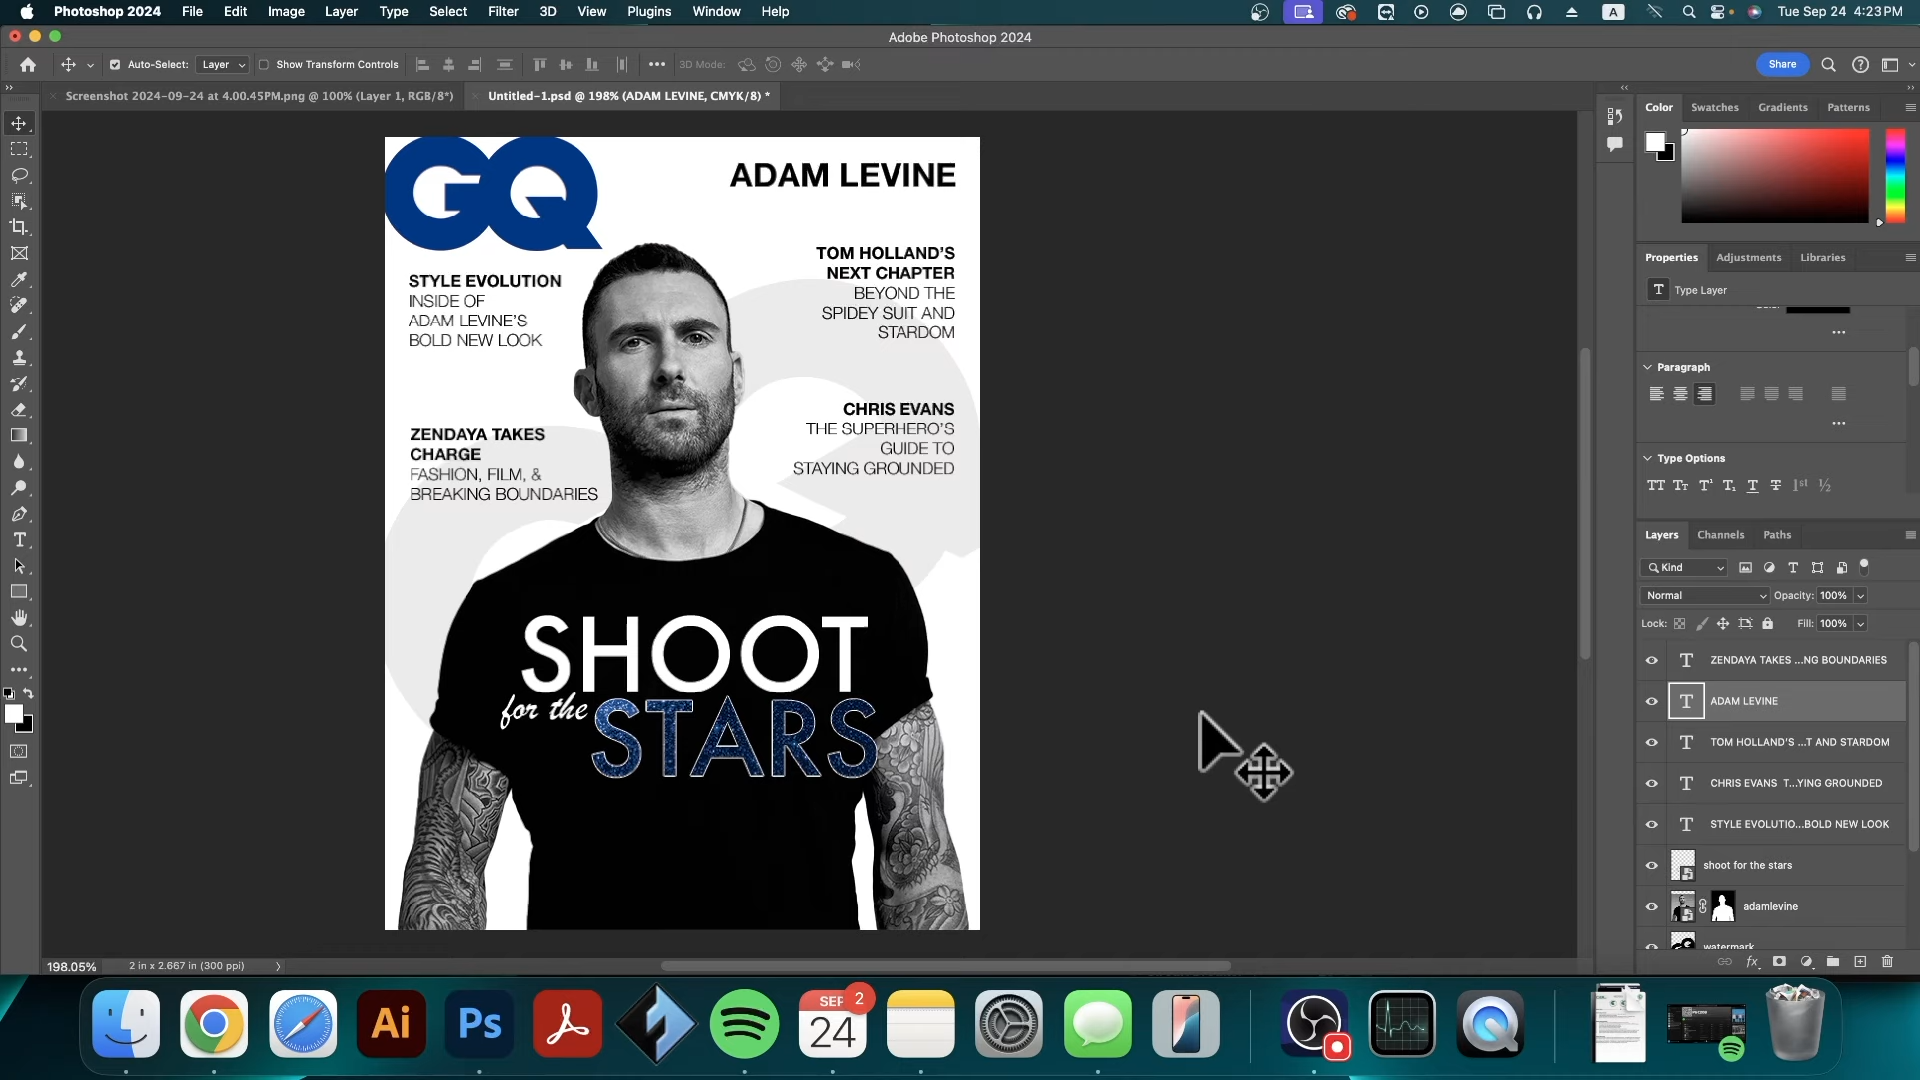 Photoshop 2024 File Edit Image Layer Type Select Filter 3D View Plugins Window Help A Tue Sep 24 4:23 PM
Adobe Photoshop 2024
Auto-Select: Layer Show Transform Controls 3D Mode: Share
Screenshot 2024-09-24 at 4.00.45PM.png @ 100% (Layer 1, RGB/8*) Untitled-1.psd @ 198% (ADAM LEVINE, CMYK/8) *
Color Swatches Gradients Patterns
GQ
ADAM LEVINE
STYLE EVOLUTION
INSIDE OF
ADAM LEVINE'S
BOLD NEW LOOK
TOM HOLLAND'S
NEXT CHAPTER
BEYOND THE
SPIDEY SUIT AND
STARDOM
ZENDAYA TAKES
CHARGE
FASHION, FILM, &
BREAKING BOUNDARIES
CHRIS EVANS
THE SUPERHERO'S
GUIDE TO
STAYING GROUNDED
SHOOT
for the STARS
Properties Adjustments Libraries
T Type Layer
Paragraph
Type Options
TT Tt T¹ T₁ T T 1st ½
Layers Channels Paths
Kind
Normal Opacity: 100%
Lock: Fill: 100%
T ZENDAYA TAKES ...NG BOUNDARIES
T ADAM LEVINE
T TOM HOLLAND'S ...T AND STARDOM
T CHRIS EVANS T...YING GROUNDED
T STYLE EVOLUTIO...BOLD NEW LOOK
shoot for the stars
adamlevine
watermark
fx
198.05% 2 in x 2.667 in (300 ppi)
Ai Ps SEP 2
24